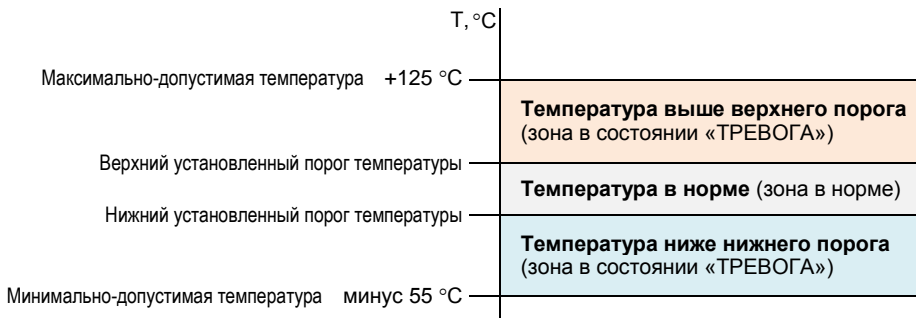 T, °C
Максимально-допустимая температура +125 °C
Температура выше верхнего порога
(зона в состоянии «ТРЕВОГА»)
Верхний установленный порог температуры
Температура в норме (зона в норме)
Нижний установленный порог температуры
Температура ниже нижнего порога
(зона в состоянии «ТРЕВОГА»)
Минимально-допустимая температура минус 55 °C